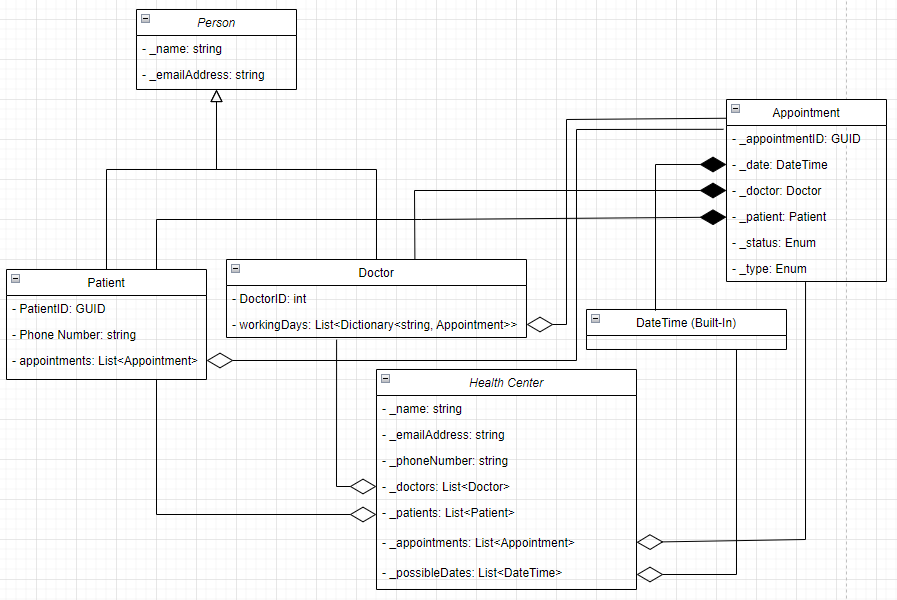 Person
- _name: string
- _emailAddress: string
Appointment
- _appointmentID: GUID
- _date: DateTime
- _doctor: Doctor
- _patient: Patient
- _status: Enum
- _type: Enum
Patient
- PatientID: GUID
- Phone Number: string
- appointments: List<Appointment>
Doctor
- DoctorID: int
- workingDays: List<Dictionary<string, Appointment>>
DateTime (Built-In)
Health Center
- _name: string
- _emailAddress: string
- _phoneNumber: string
- _doctors: List<Doctor>
- _patients: List<Patient>
- _appointments: List<Appointment>
- _possibleDates: List<DateTime>